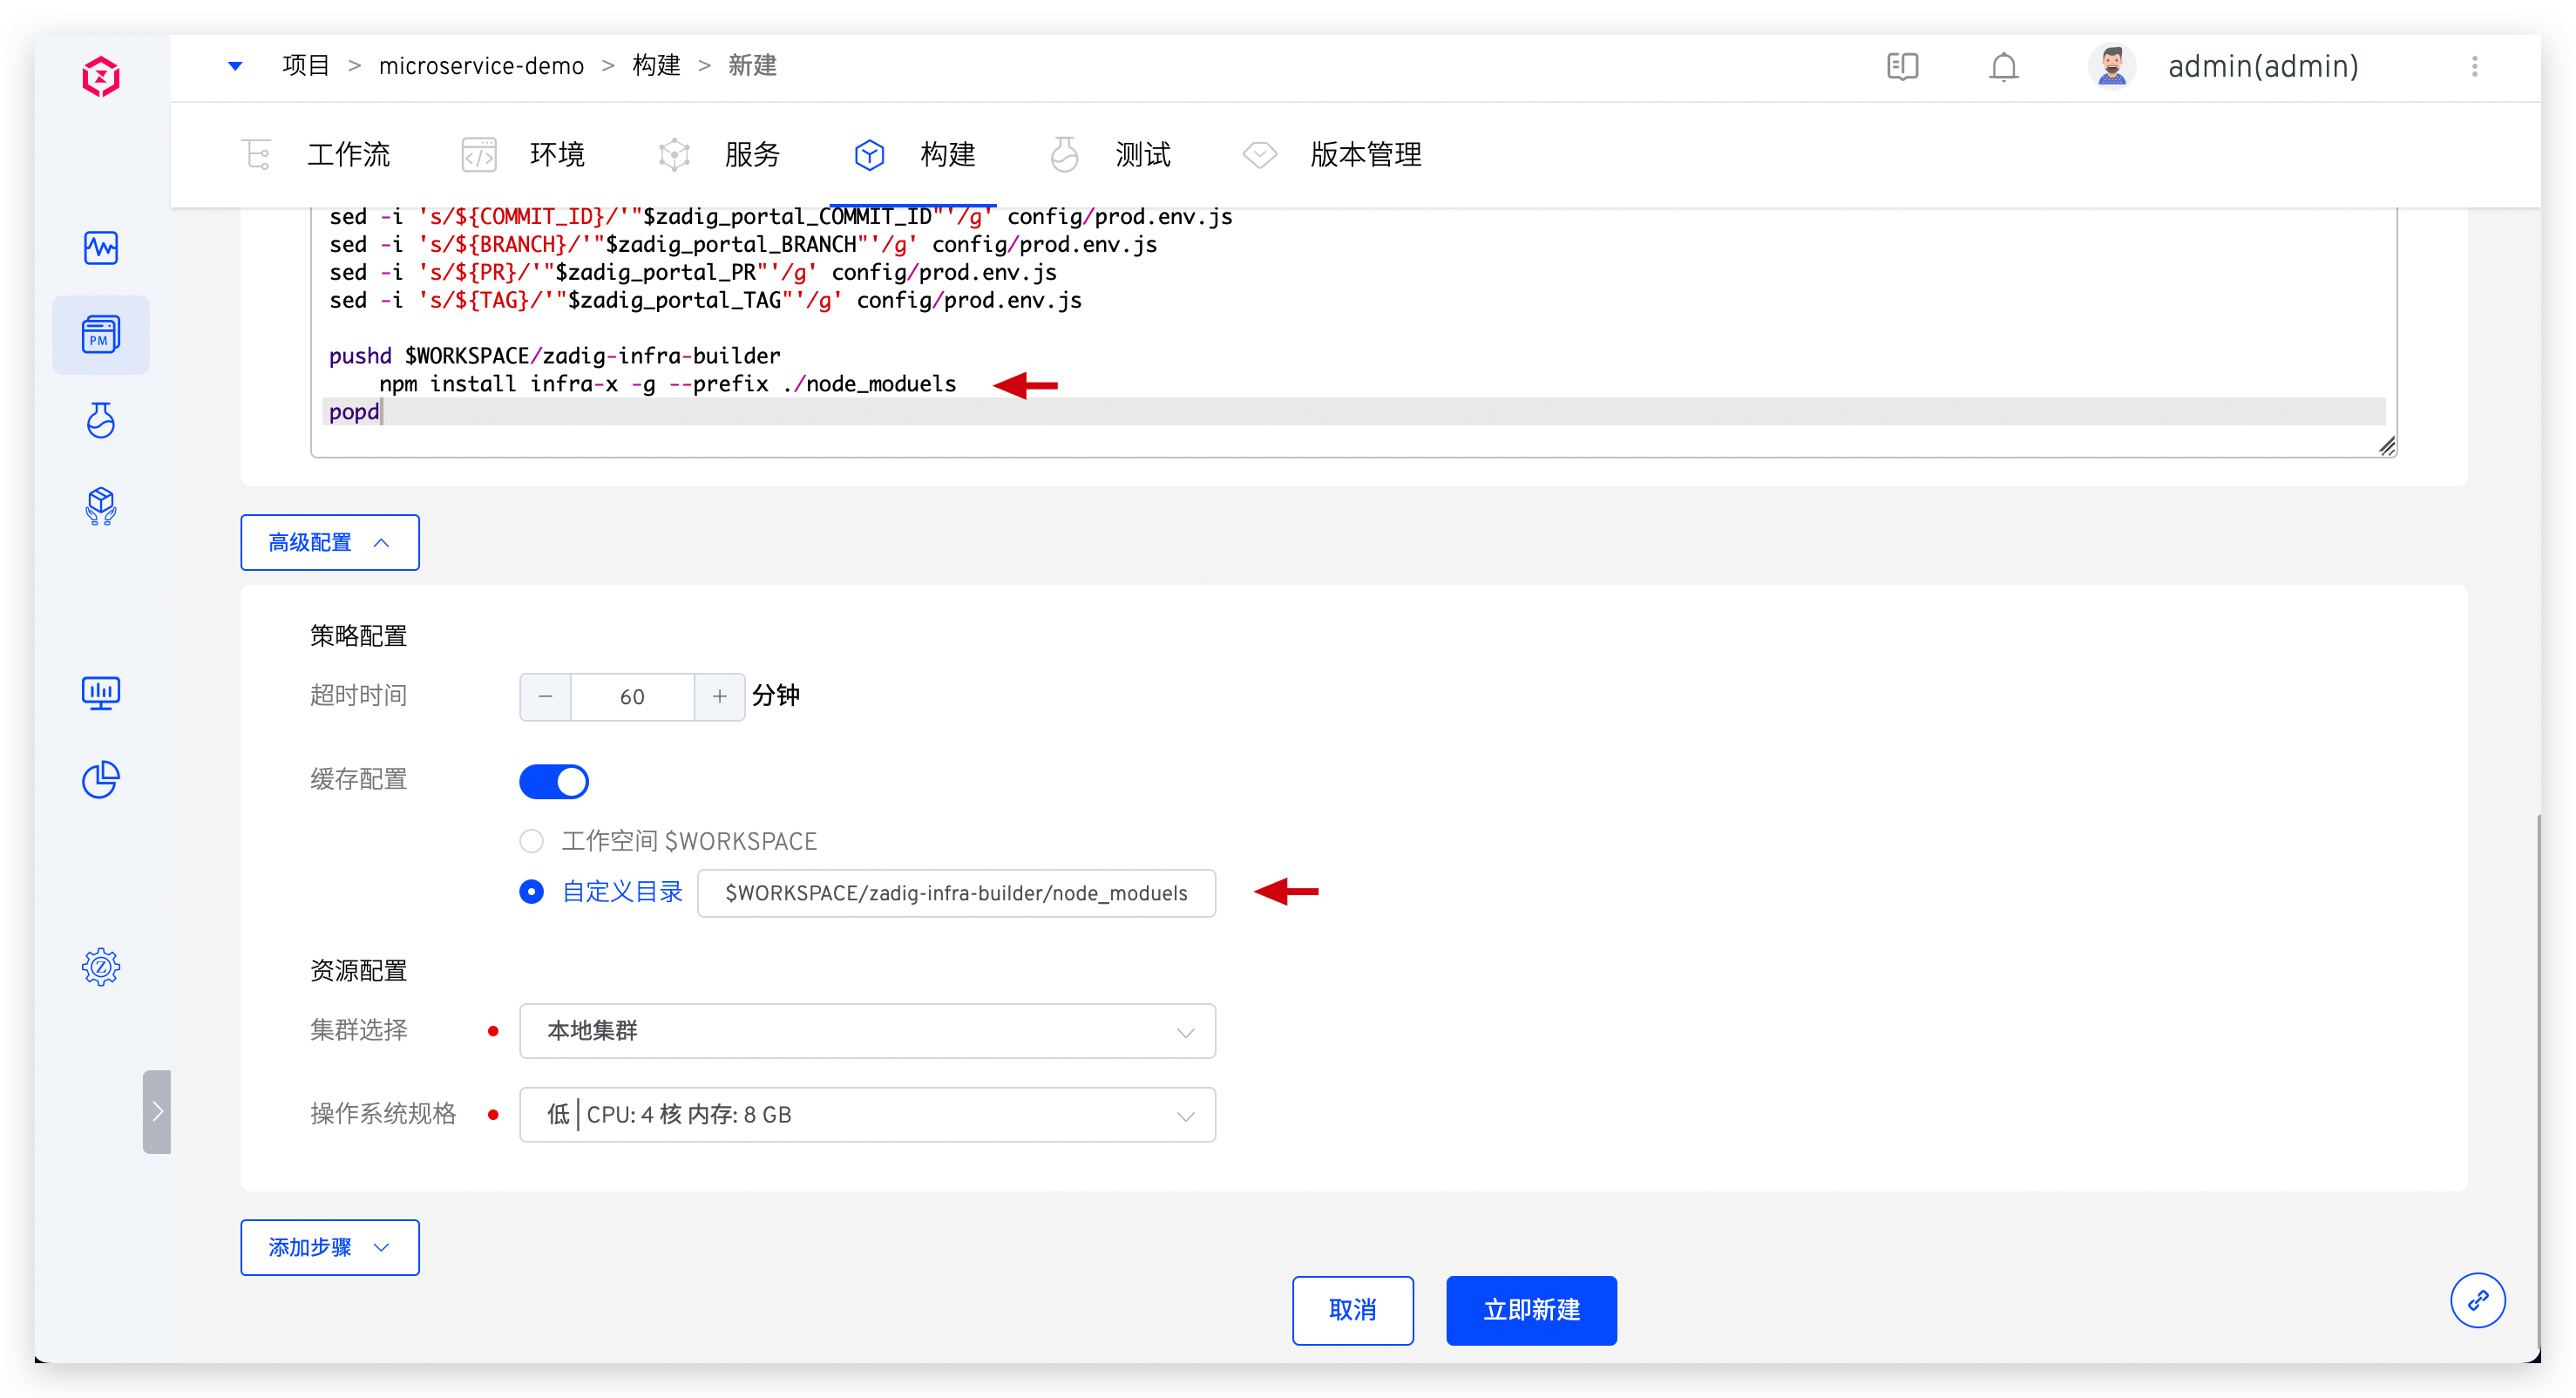 项目 > microservice-demo > 构建 > 新建
admin(admin)
工作流 环境 服务 构建 测试 版本管理
sed -i 's/${COMMIT_ID}/'"$zadig_portal_COMMIT_ID"'/g' config/prod.env.js
sed -i 's/${BRANCH}/'"$zadig_portal_BRANCH"'/g' config/prod.env.js
sed -i 's/${PR}/'"$zadig_portal_PR"'/g' config/prod.env.js
sed -i 's/${TAG}/'"$zadig_portal_TAG"'/g' config/prod.env.js
pushd $WORKSPACE/zadig-infra-builder
npm install infra-x -g --prefix ./node_moduels
popd
PM
高级配置
策略配置
超时时间 − 60 + 分钟
缓存配置
工作空间 $WORKSPACE
自定义目录 $WORKSPACE/zadig-infra-builder/node_moduels
资源配置
集群选择 本地集群
操作系统规格 低 | CPU: 4 核 内存: 8 GB
添加步骤
取消 立即新建